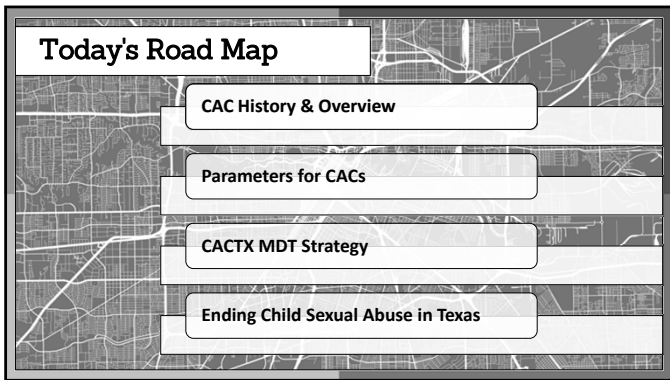 Today's Road Map
CAC History & Overview
Parameters for CACs
CACTX MDT Strategy
Ending Child Sexual Abuse in Texas